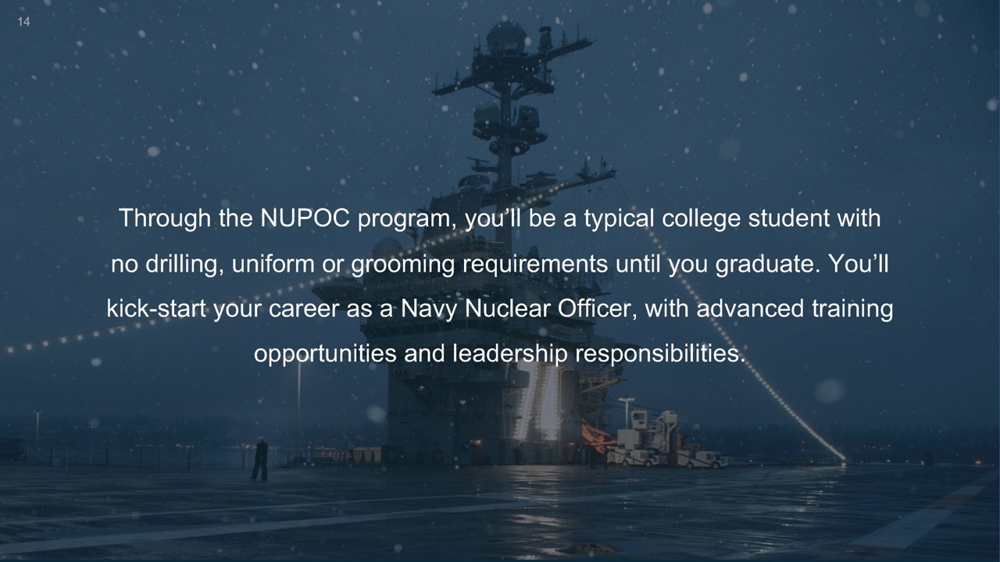 14
Through the NUPOC program, you’ll be a typical college student with
no drilling, uniform or grooming requirements until you graduate. You’ll
kick-start your career as a Navy Nuclear Officer, with advanced training
opportunities and leadership responsibilities.